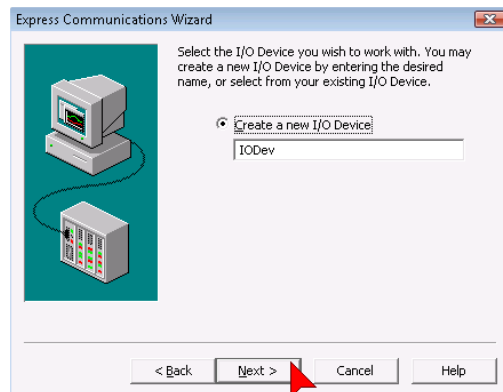 Express Communications Wizard
Select the I/O Device you wish to work with. You may
create a new I/O Device by entering the desired
name, or select from your existing I/O Device.
Create a new I/O Device
IODev
< Back
Next >
Cancel
Help